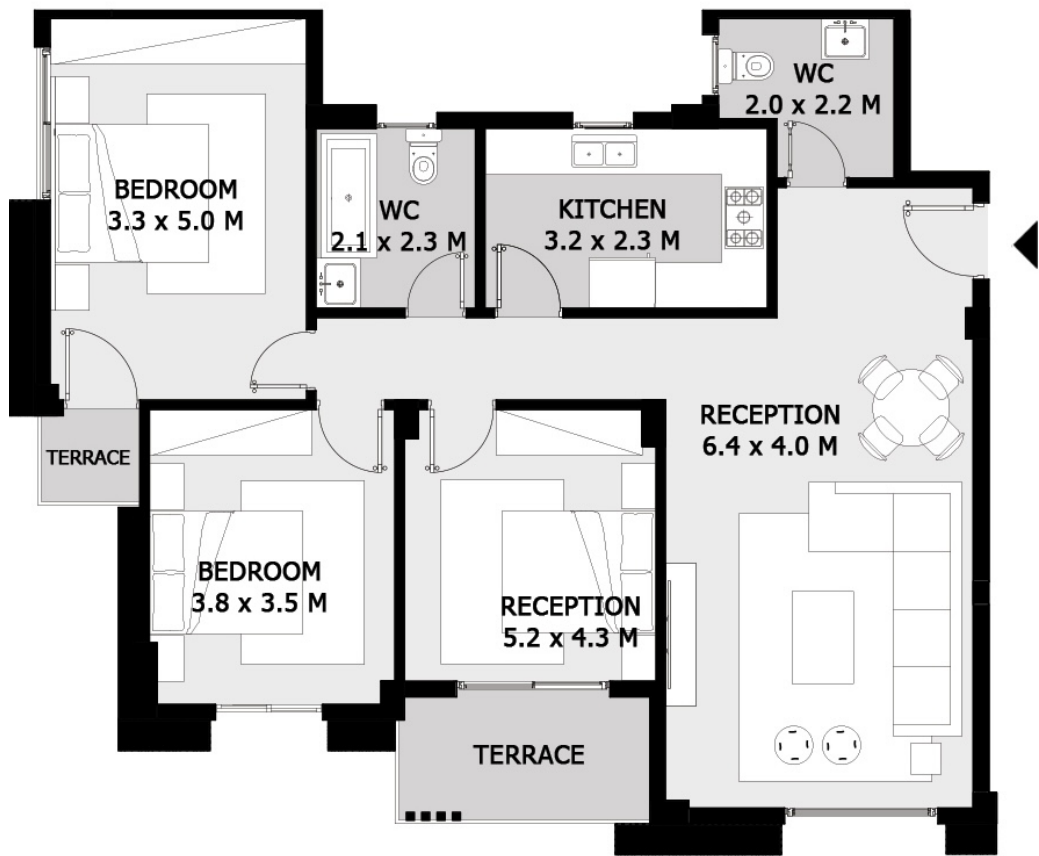 WC
2.0 x 2.2 M
BEDROOM
3.3 x 5.0 M
WC
2.1 x 2.3 M
KITCHEN
3.2 x 2.3 M
RECEPTION
6.4 x 4.0 M
TERRACE
BEDROOM
3.8 x 3.5 M
RECEPTION
5.2 x 4.3 M
TERRACE